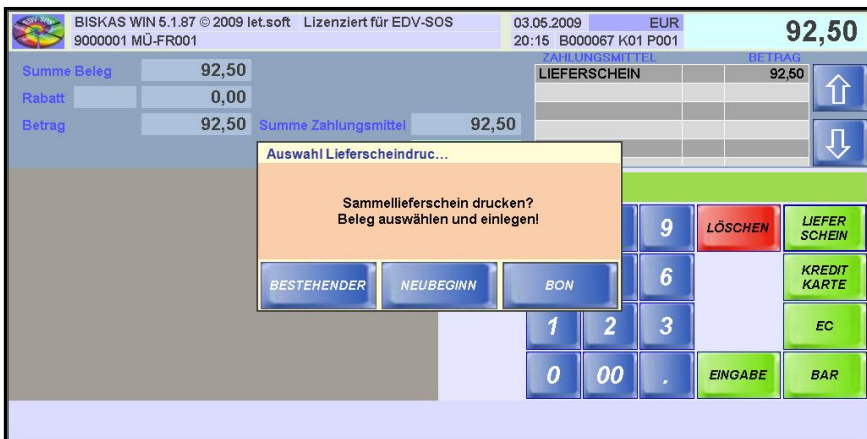 BISKAS WIN 5.1.87 © 2009 let.soft Lizenziert für EDV-SOS
9000001 MÜ-FR001
03.05.2009 EUR
20:15 B000067 K01 P001
92,50
ZAHLUNGSMITTEL BETRAG
LIEFERSCHEIN 92,50
Summe Beleg 92,50
Rabatt 0,00
Betrag 92,50 Summe Zahlungsmittel 92,50
Auswahl Lieferscheindruc...
Sammellieferschein drucken?
Beleg auswählen und einlegen!
BESTEHENDER NEUBEGINN BON
9 LÖSCHEN LIEFER
SCHEIN
6 KREDIT
KARTE
1 2 3 EC
0 00 . EINGABE BAR